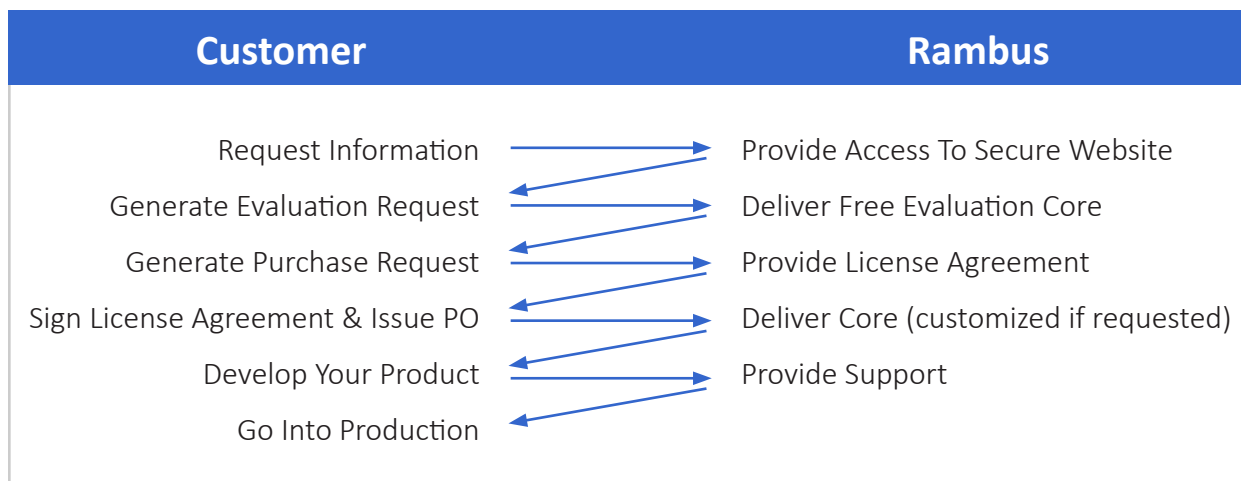 Customer Rambus
Request Information Provide Access To Secure Website
Generate Evaluation Request Deliver Free Evaluation Core
Generate Purchase Request Provide License Agreement
Sign License Agreement & Issue PO Deliver Core (customized if requested)
Develop Your Product Provide Support
Go Into Production